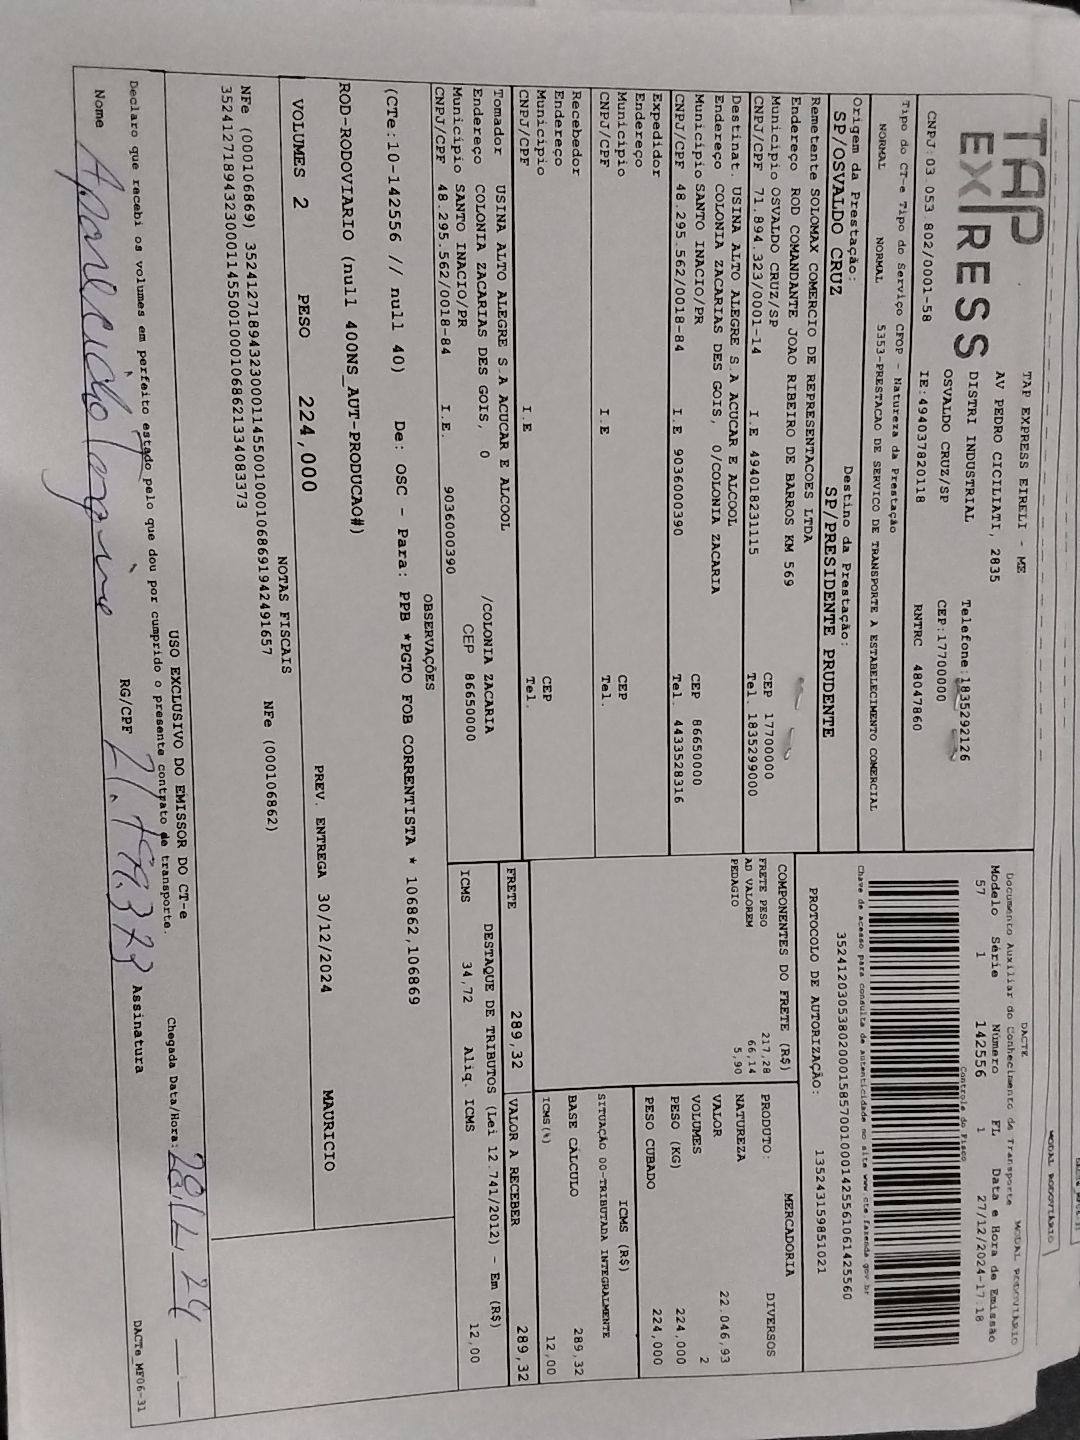 TAP EXPRESS
TAP EXPRESS EIRELI - ME
AV PEDRO CICILIATI, 2835
DISTRI INDUSTRIAL
OSVALDO CRUZ/SP
Telefone:1835292126
CEP:17700000
CNPJ: 03 053 802/0001-58 IE:494037820118 RNTRC 48047860
Tipo do CT-e Tipo do Serviço CFOP - Natureza da Prestação
NORMAL NORMAL 5353-PRESTACAO DE SERVICO DE TRANSPORTE A ESTABELECIMENTO COMERCIAL
Origem da Prestação: Destino da Prestação:
SP/OSVALDO CRUZ SP/PRESIDENTE PRUDENTE
Remetente SOLOMAX COMERCIO DE REPRESENTACOES LTDA
Endereço ROD COMANDANTE JOAO RIBEIRO DE BARROS KM 569
Municipio OSVALDO CRUZ/SP CEP 17700000
CNPJ/CPF 71.894.323/0001-14 I.E 494018231115 Tel. 1835299000
Destinat. USINA ALTO ALEGRE S.A ACUCAR E ALCOOL
Endereço COLONIA ZACARIAS DES GOIS, 0/COLONIA ZACARIA
Municipio SANTO INACIO/PR CEP 86650000
CNPJ/CPF 48.295.562/0018-84 I.E 9036000390 Tel. 4433528316
Expedidor
Endereço
Municipio CEP
CNPJ/CPF I.E Tel.
Recebedor
Endereço
Municipio CEP
CNPJ/CPF I.E Tel.
Tomador USINA ALTO ALEGRE S.A ACUCAR E ALCOOL
Endereço COLONIA ZACARIAS DES GOIS, 0 /COLONIA ZACARIA
Municipio SANTO INACIO/PR CEP 86650000
CNPJ/CPF 48.295.562/0018-84 I.E. 9036000390
MODAL RODOVIÁRIO
DACTE MODAL RODOVIÁRIO
Documento Auxiliar do Conhecimento de Transporte
Modelo Série Número FL Data e Hora de Emissão
57 1 142556 1 27/12/2024-17:18
Controle do Fisco
Chave de acesso para consulta de autenticidade no site www.cte.fazenda.gov.br
35241203053802000158570010001425561061425560
PROTOCOLO DE AUTORIZAÇÃO: 135243159851021
COMPONENTES DO FRETE (R$)
FRETE PESO 217,28
AD VALOREM 66,14
PEDAGIO 5,90
MERCADORIA
PRODUTO: DIVERSOS
NATUREZA
VALOR 22.046,93
VOLUMES 2
PESO (KG) 224,000
PESO CUBADO 224,000
ICMS (R$)
SITUAÇÃO 00-TRIBUTADA INTEGRALMENTE
BASE CALCULO 289,32
ICMS(%) 12,00
FRETE 289,32 VALOR A RECEBER 289,32
DESTAQUE DE TRIBUTOS (Lei 12.741/2012) - Em (R$)
ICMS 34,72 Aliq. ICMS 12,00
OBSERVAÇÕES
(CTe:10-142556 // null 40) De: OSC - Para: PPB *PGTO FOB CORRENTISTA * 106862,106869
ROD-RODOVIARIO (null 400NS_AUT-PRODUCAO#)
VOLUMES 2 PESO 224,000 PREV. ENTREGA 30/12/2024 MAURICIO
NOTAS FISCAIS
NFe (000106869) 35241271894323000114550010001068691942491657 NFe (000106862)
35241271894323000114550010001068621334083373
USO EXCLUSIVO DO EMISSOR DO CT-e
Declaro que recebi os volumes em perfeito estado pelo que dou por cumprido o presente contrato de transporte. Chegada Data/Hora:
Nome RG/CPF Assinatura
DACTe_MF06-31